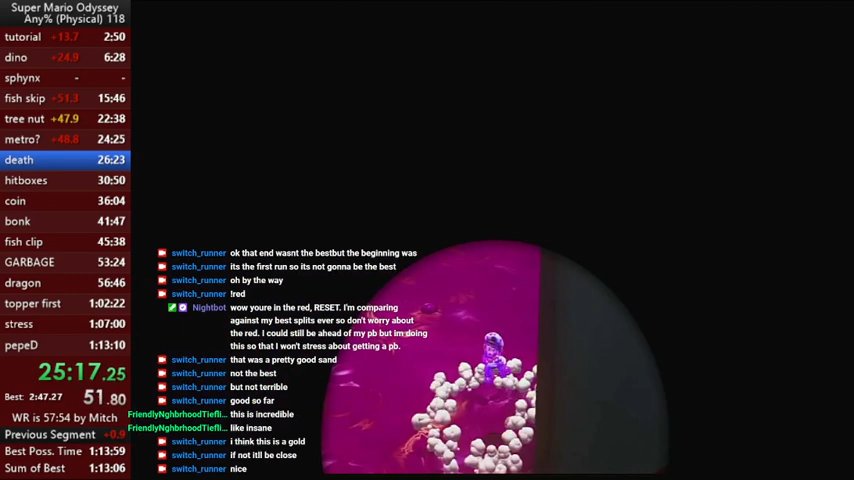 Super Mario Odyssey
Any% (Physical) 118
tutorial +13.7 2:50
dino +24.9 6:28
sphynx - -
fish skip +51.3 15:46
tree nut +47.9 22:38
metro? +48.8 24:25
death 26:23
hitboxes 30:50
coin 36:04
bonk 41:47
fish clip 45:38
GARBAGE 53:24
dragon 56:46
topper first 1:02:22
stress 1:07:00
pepeD 1:13:10
25:17.25
Best: 2:47.27 51.80
WR is 57:54 by Mitch
Previous Segment +0.9
Best Poss. Time 1:13:59
Sum of Best 1:13:06
switch_runner ok that end wasnt the bestbut the beginning was
switch_runner its the first run so its not gonna be the best
switch_runner oh by the way
switch_runner !red
Nightbot wow youre in the red, RESET. I'm comparing
against my best splits ever so don't worry about
the red. i could still be ahead of my pb but im doing
this so that I won't stress about getting a pb.
switch_runner that was a pretty good sand
switch_runner not the best
switch_runner but not terrible
switch_runner good so far
FriendlyNghbrhoodTiefli... this is incredible
FriendlyNghbrhoodTiefli... like insane
switch_runner i think this is a gold
switch_runner if not itll be close
switch_runner nice